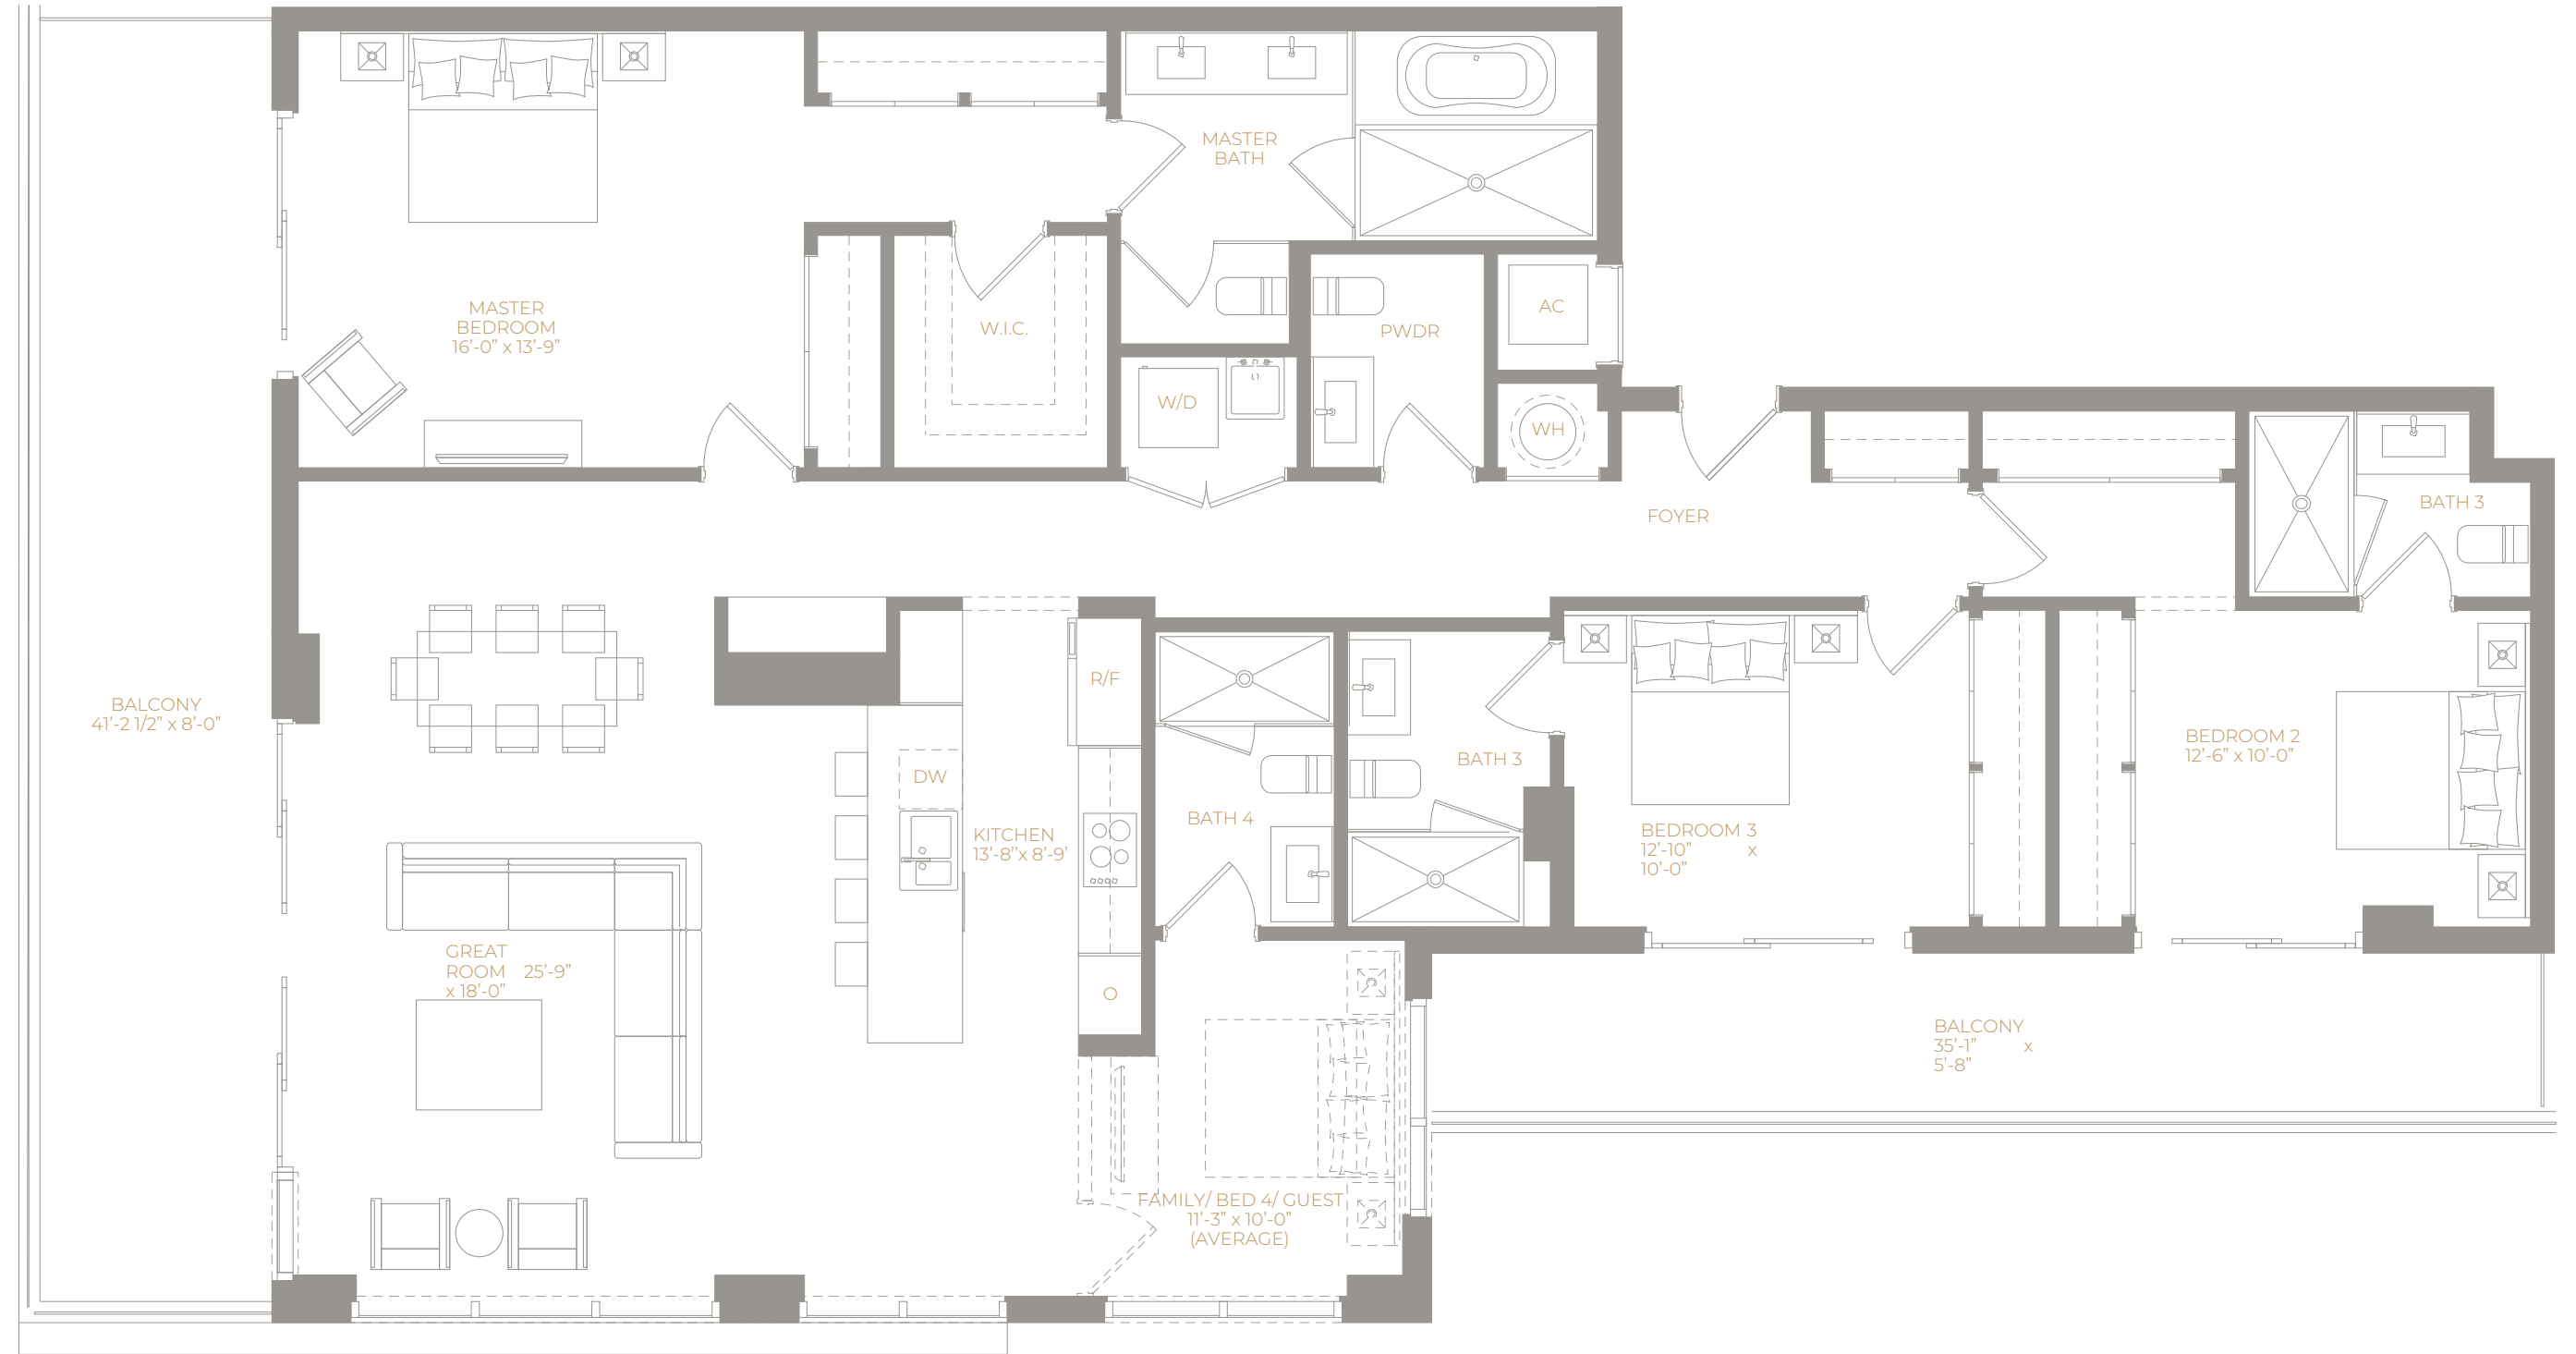 MASTER
BATH
MASTER
BEDROOM
16’-0” x 13’-9”
W.I.C.
PWDR
AC
W/D
WH
FOYER
BATH 3
BALCONY
41’-2 1/2” x 8’-0”
R/F
DW
KITCHEN
13’-8”x 8’-9’
BATH 4
BATH 3
BEDROOM 3
12’-10” x
10’-0”
BEDROOM 2
12’-6” x 10’-0”
GREAT
ROOM 25’-9”
x 18’-0”
O
BALCONY
35’-1” x
5’-8”
FAMILY/ BED 4/ GUEST
11’-3” x 10’-0”
(AVERAGE)